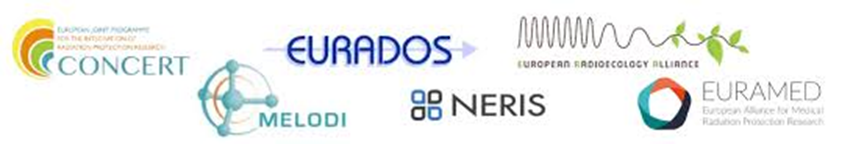 EUROPEAN JOINT PROGRAMME
FOR THE INTEGRATION OF
RADIATION PROTECTION RESEARCH
CONCERT
MELODI
EURADOS
NERIS
EUROPEAN RADIOECOLOGY ALLIANCE
EURAMED
European Alliance for Medical
Radiation Protection Research